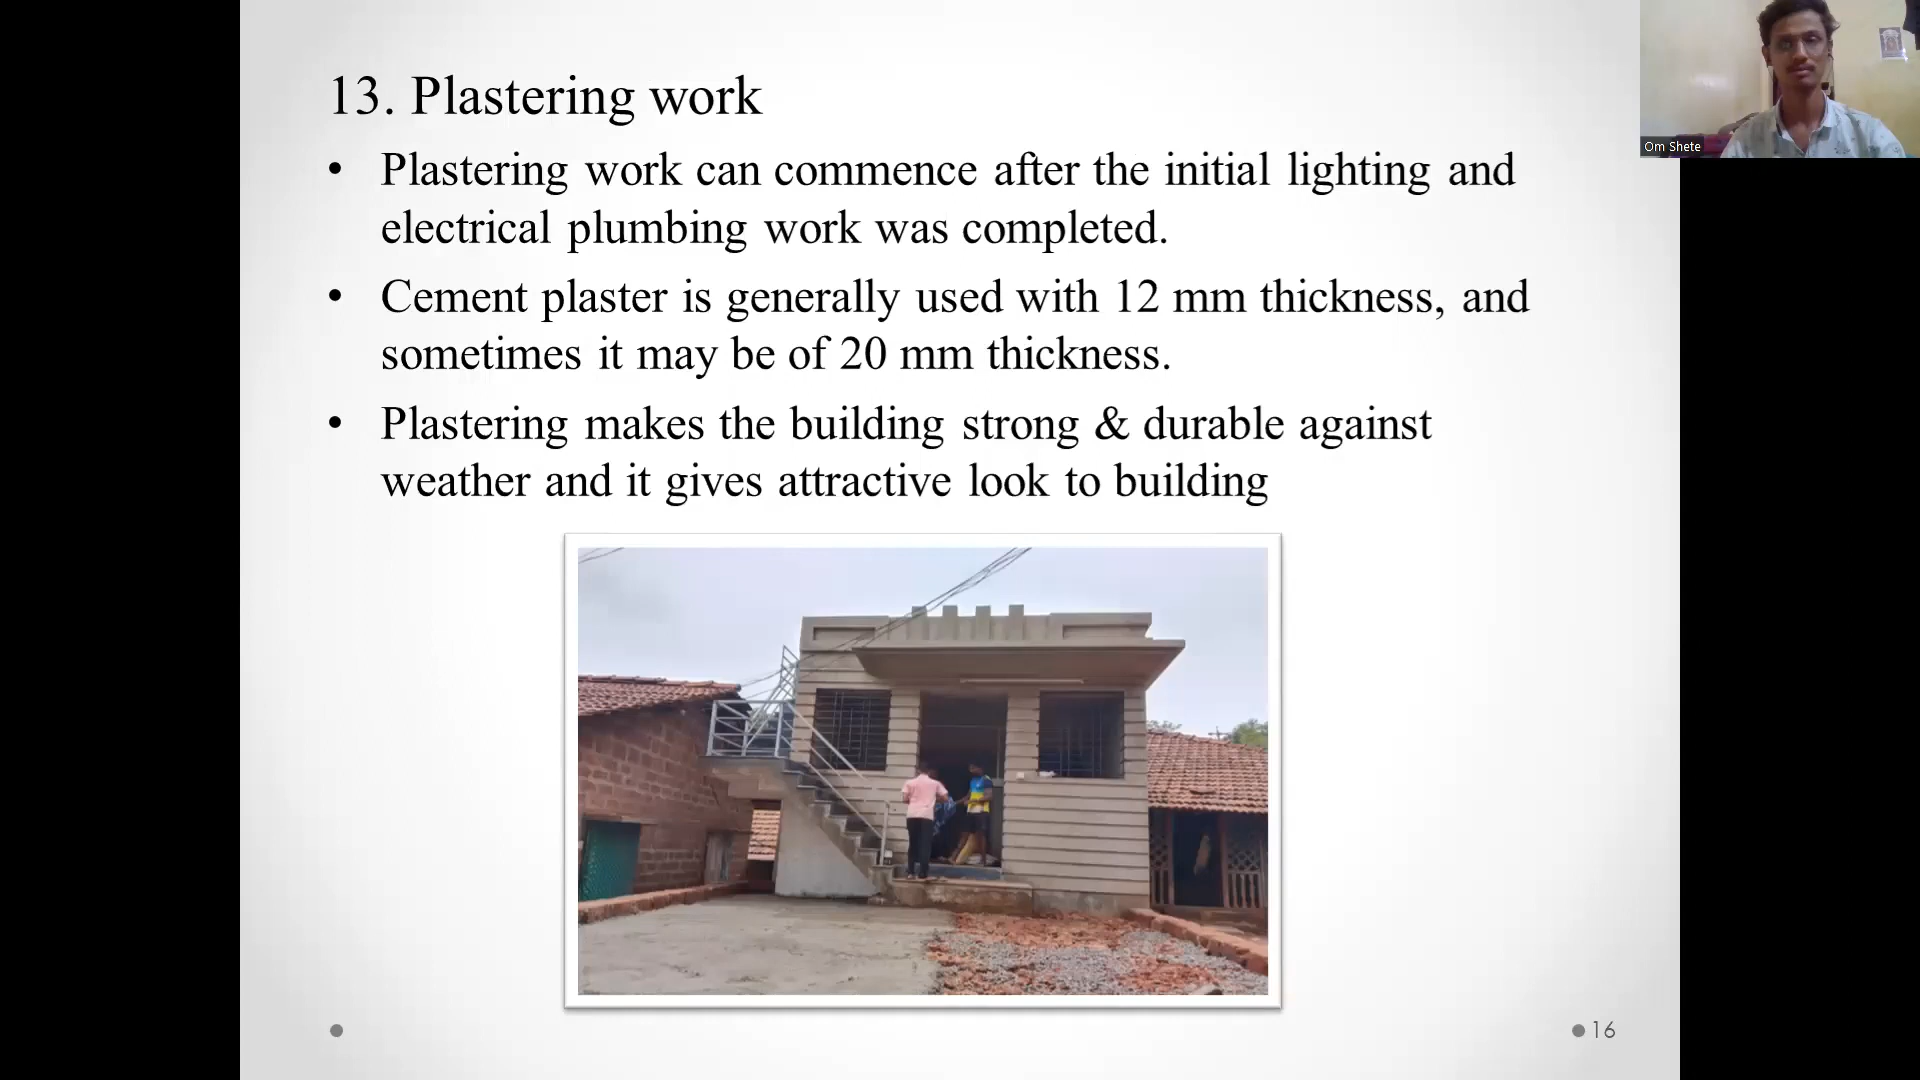 13. Plastering work
• Plastering work can commence after the initial lighting and
electrical plumbing work was completed.
• Cement plaster is generally used with 12 mm thickness, and
sometimes it may be of 20 mm thickness.
• Plastering makes the building strong & durable against
weather and it gives attractive look to building
Om Shete
16